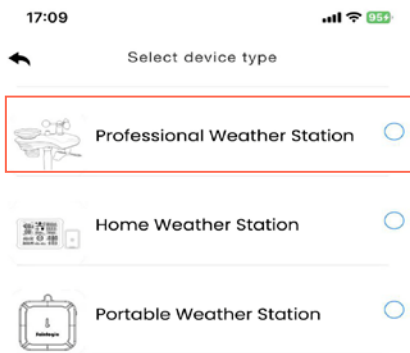 17:09
95
Select device type
Professional Weather Station
Home Weather Station
Portable Weather Station